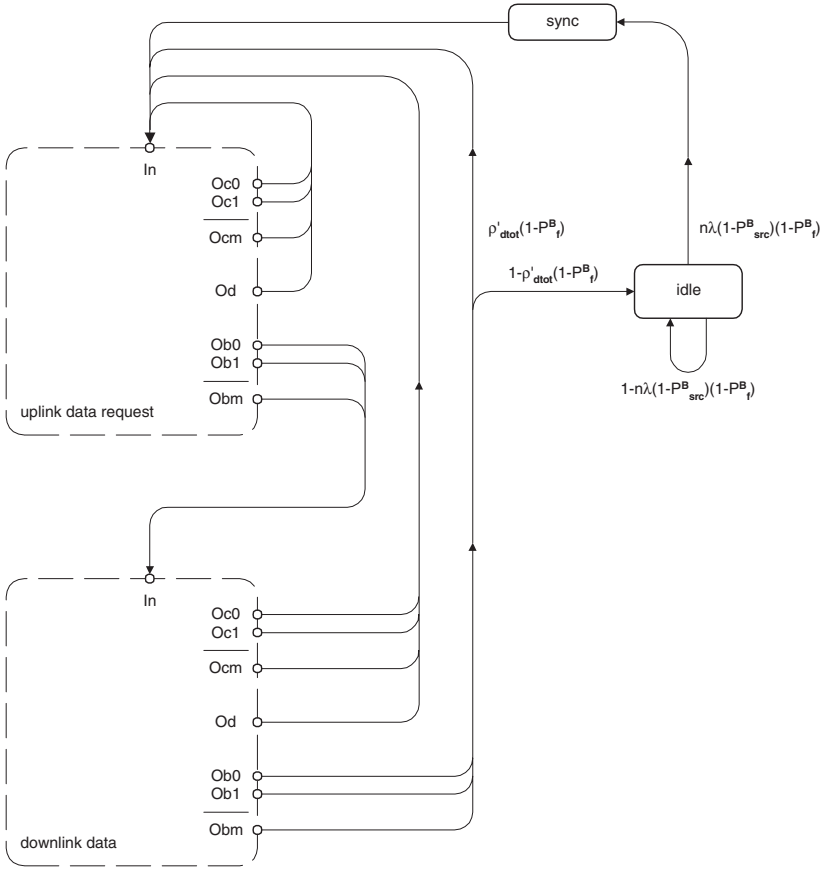 sync
In
Oc0
Oc1
Ocm
Od
Ob0
Ob1
Obm
uplink data request
ρ'dtot(1-PBf)
nλ(1-PBsrc)(1-PBf)
1-ρ'dtot(1-PBf)
idle
1-nλ(1-PBsrc)(1-PBf)
In
Oc0
Oc1
Ocm
Od
Ob0
Ob1
Obm
downlink data